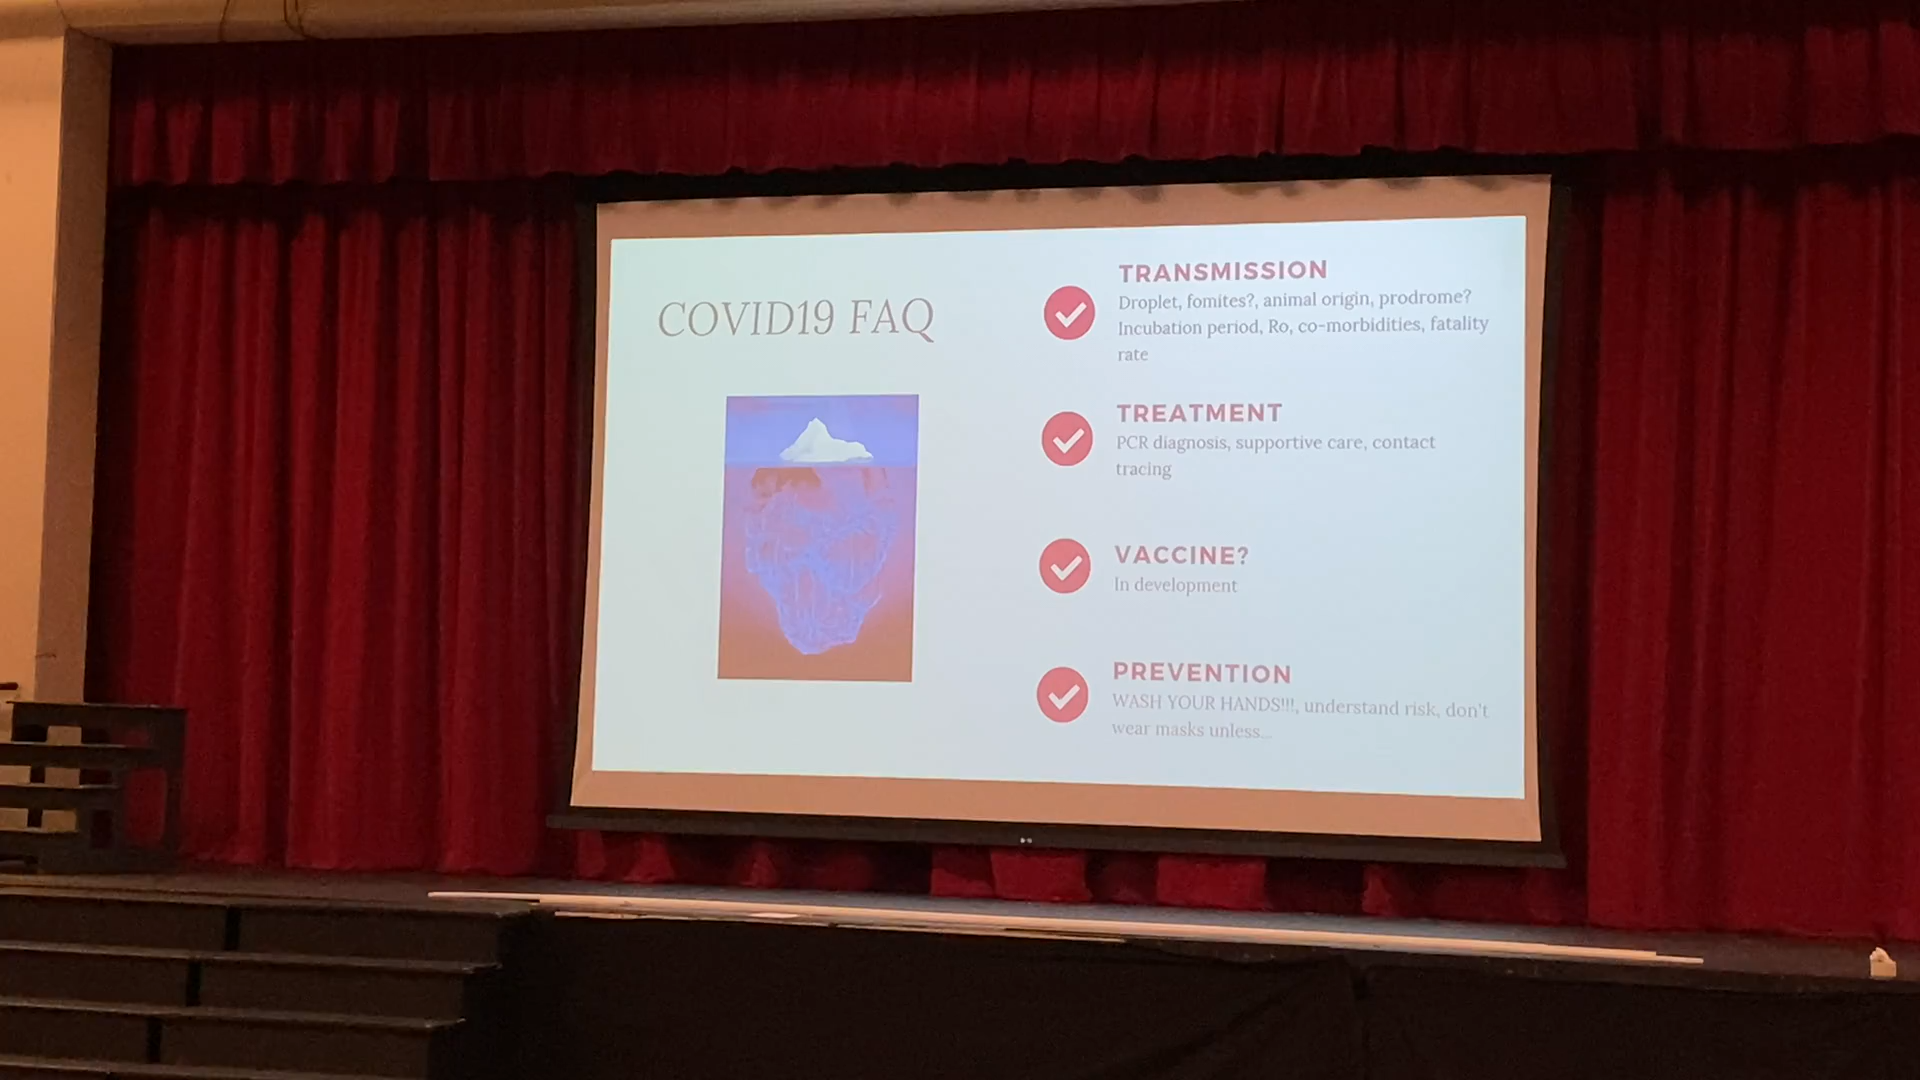 COVID19 FAQ
TRANSMISSION
Droplet, fomites?, animal origin, prodrome?
Incubation period, Ro, co-morbidities, fatality
rate
TREATMENT
PCR diagnosis, supportive care, contact
tracing
VACCINE?
In development
PREVENTION
WASH YOUR HANDS!!!, understand risk, don't
wear masks unless...